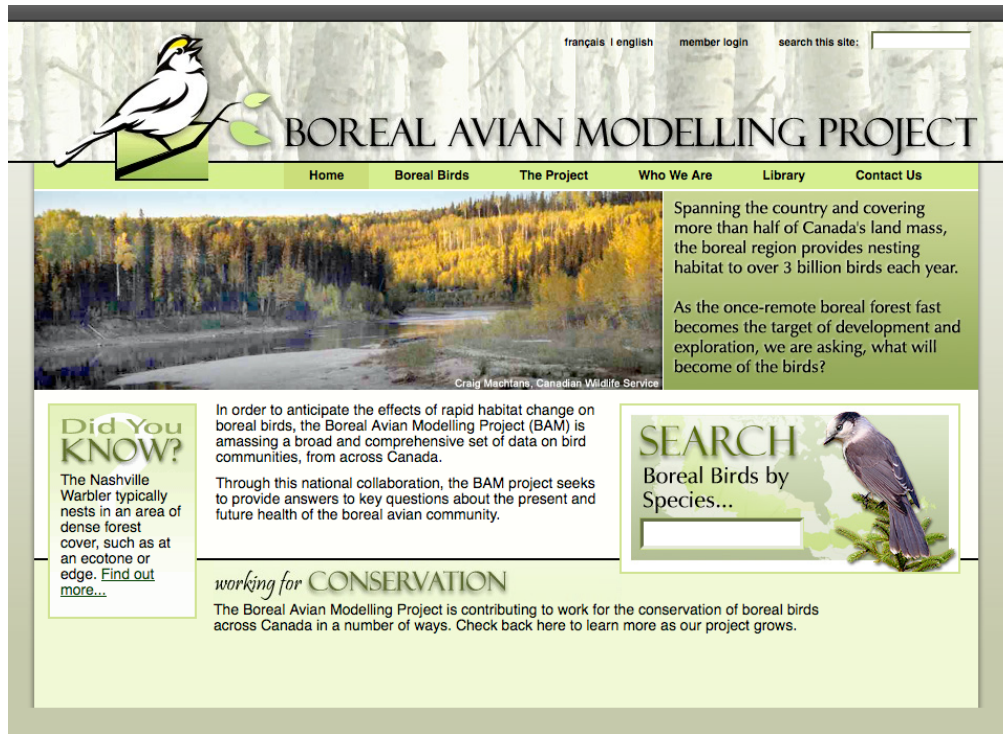 français | english member login search this site:
BOREAL AVIAN MODELLING PROJECT
Home Boreal Birds The Project Who We Are Library Contact Us
Spanning the country and covering
more than half of Canada's land mass,
the boreal region provides nesting
habitat to over 3 billion birds each year.
As the once-remote boreal forest fast
becomes the target of development and
exploration, we are asking, what will
become of the birds?
Craig Machtans, Canadian Wildlife Service
?
Did You
KNOW?
The Nashville
Warbler typically
nests in an area of
dense forest
cover, such as at
an ecotone or
edge. Find out
more...
In order to anticipate the effects of rapid habitat change on
boreal birds, the Boreal Avian Modelling Project (BAM) is
amassing a broad and comprehensive set of data on bird
communities, from across Canada.
Through this national collaboration, the BAM project seeks
to provide answers to key questions about the present and
future health of the boreal avian community.
SEARCH
Boreal Birds by
Species...
working for CONSERVATION
The Boreal Avian Modelling Project is contributing to work for the conservation of boreal birds
across Canada in a number of ways. Check back here to learn more as our project grows.